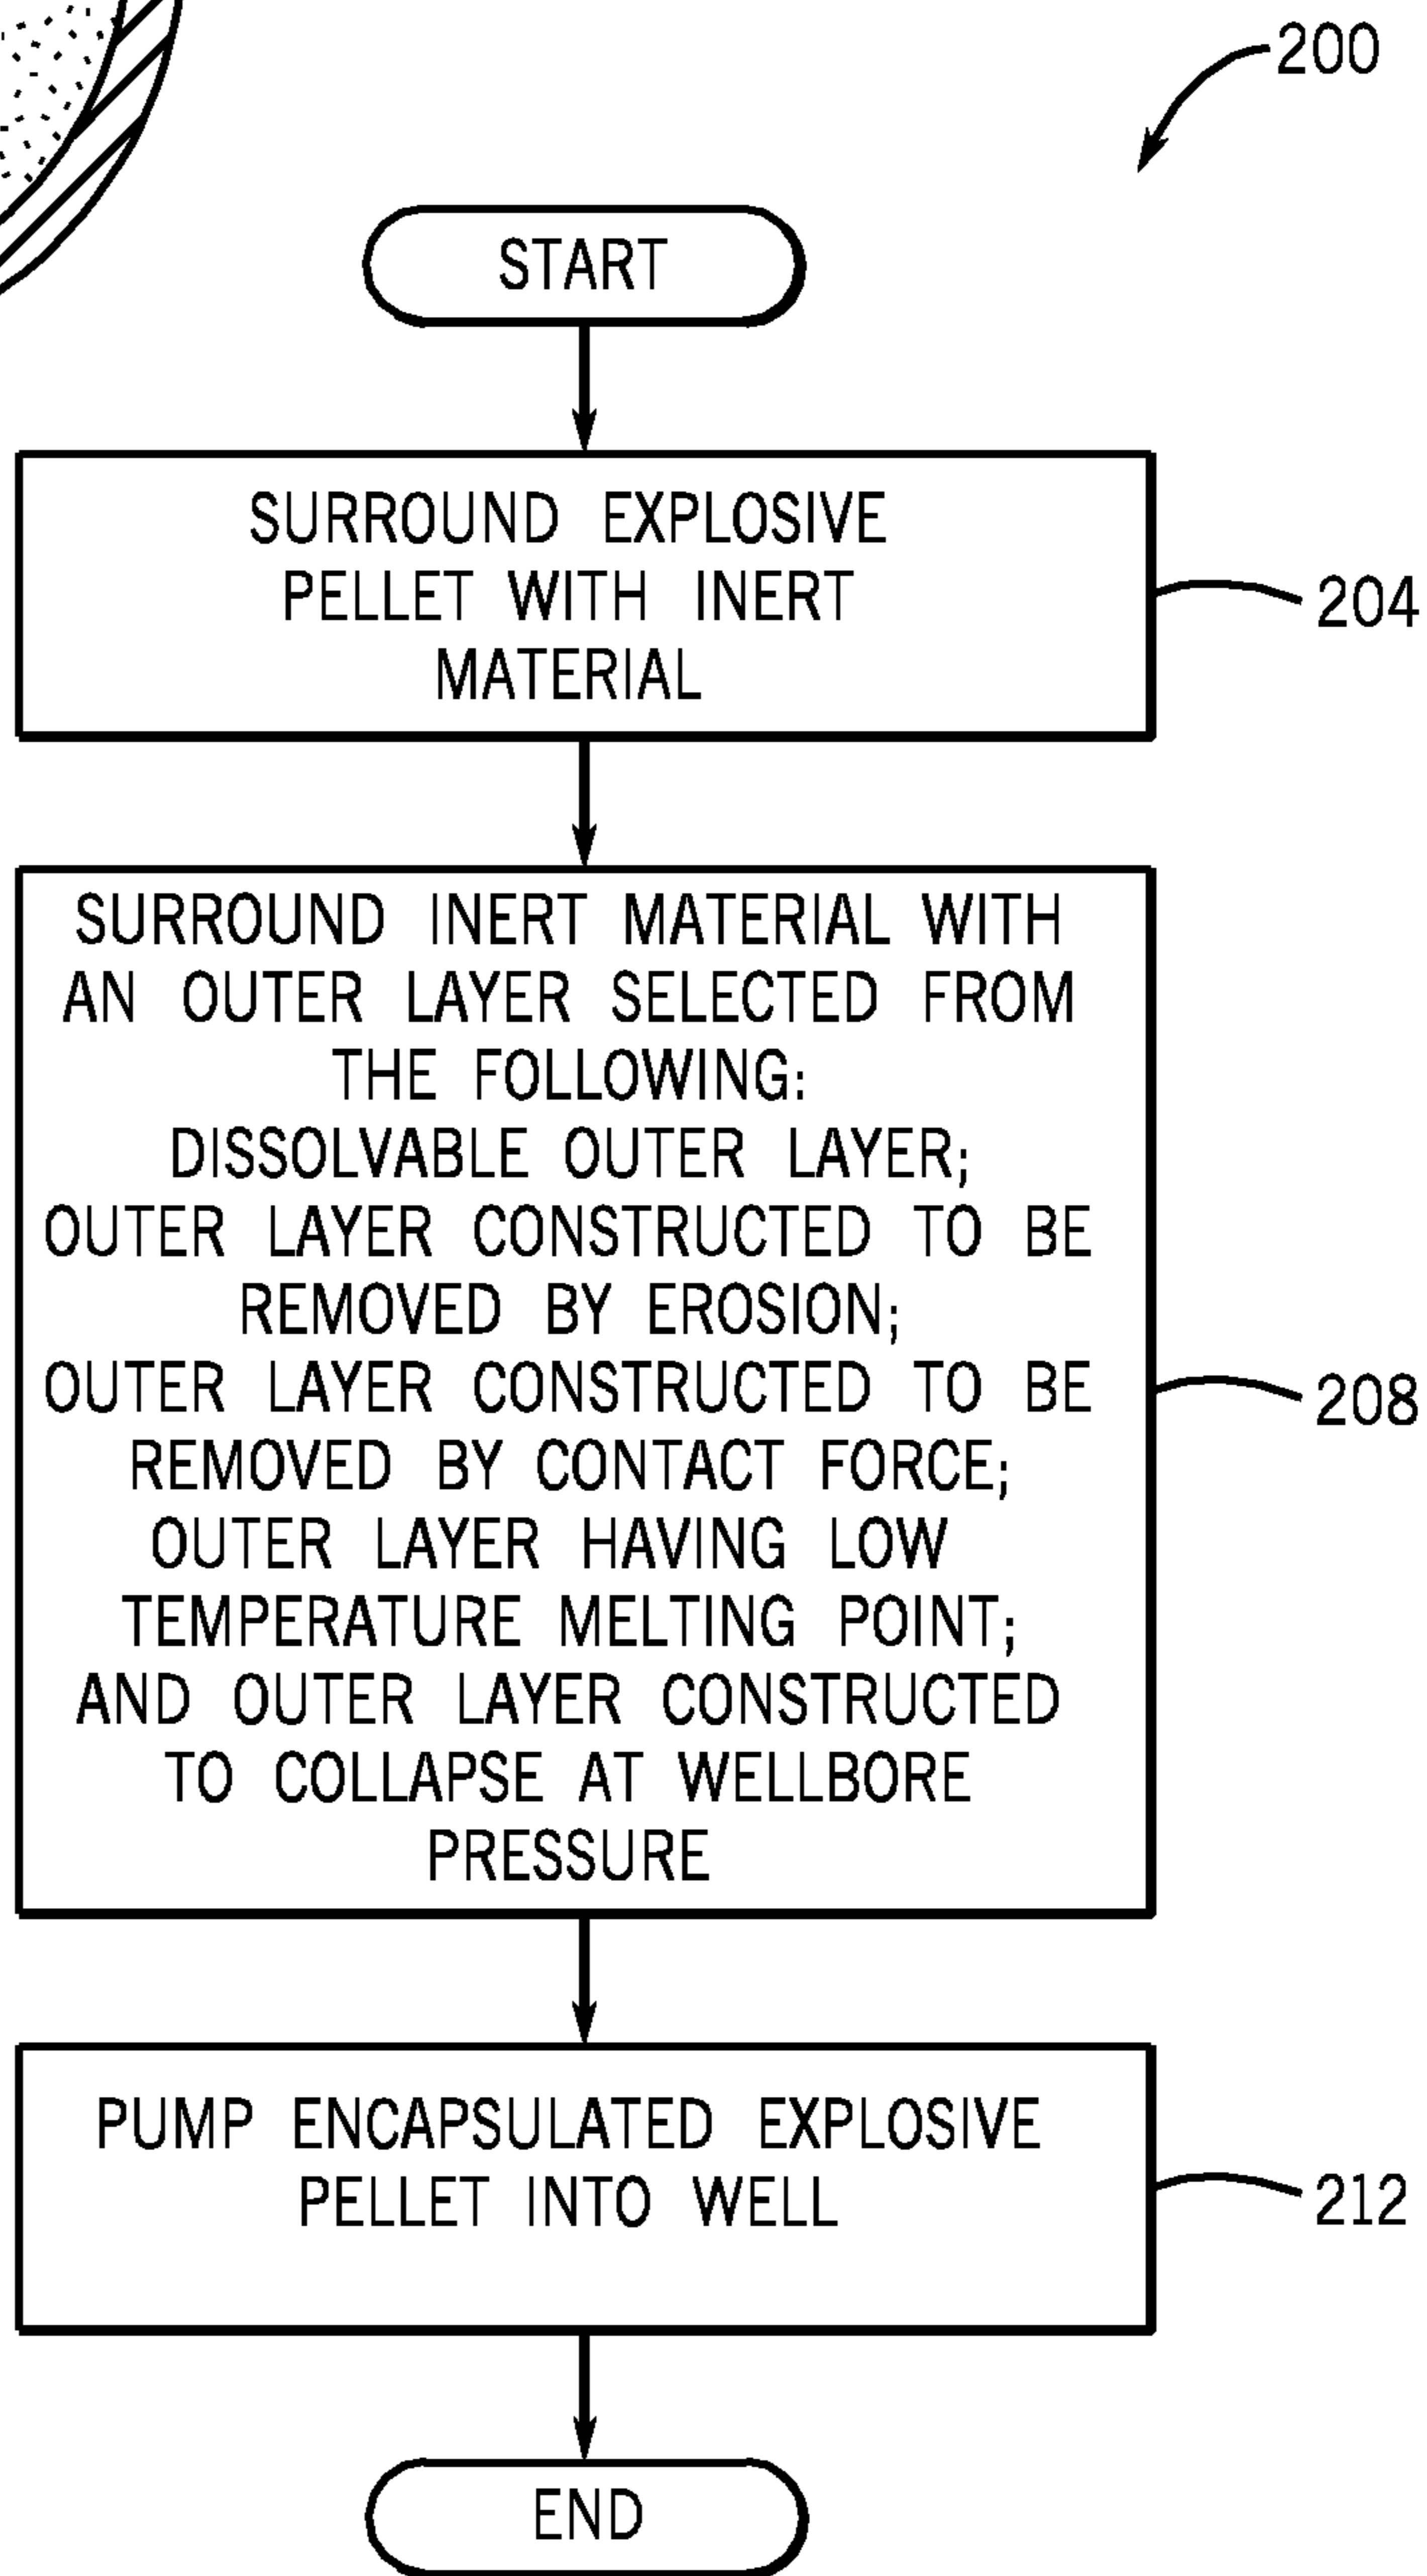 200
START
SURROUND EXPLOSIVE
PELLET WITH INERT
MATERIAL
204
SURROUND INERT MATERIAL WITH
AN OUTER LAYER SELECTED FROM
THE FOLLOWING:
DISSOLVABLE OUTER LAYER;
OUTER LAYER CONSTRUCTED TO BE
REMOVED BY EROSION;
OUTER LAYER CONSTRUCTED TO BE
REMOVED BY CONTACT FORCE;
OUTER LAYER HAVING LOW
TEMPERATURE MELTING POINT;
AND OUTER LAYER CONSTRUCTED
TO COLLAPSE AT WELLBORE
PRESSURE
208
PUMP ENCAPSULATED EXPLOSIVE
PELLET INTO WELL
212
END